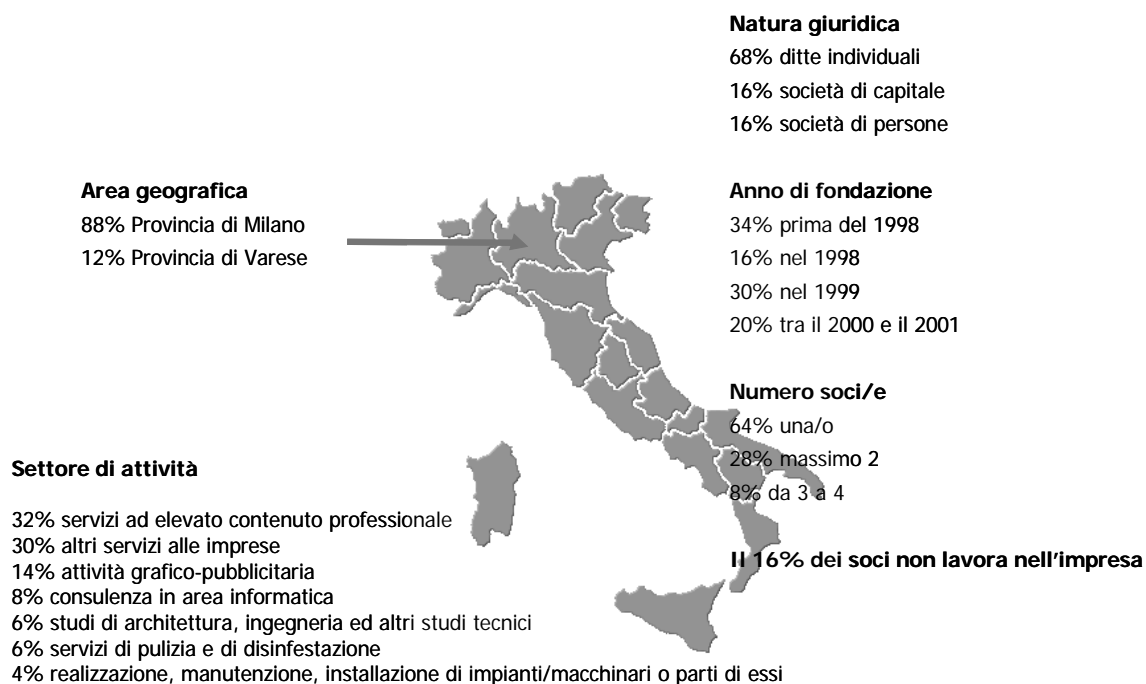 Natura giuridica
68% ditte individuali
16% società di capitale
16% società di persone
Area geografica
88% Provincia di Milano
12% Provincia di Varese
Anno di fondazione
34% prima del 1998
16% nel 1998
30% nel 1999
20% tra il 2000 e il 2001
Numero soci/e
64% una/o
28% massimo 2
8% da 3 a 4
Il 16% dei soci non lavora nell'impresa
Settore di attività
32% servizi ad elevato contenuto professionale
30% altri servizi alle imprese
14% attività grafico-pubblicitaria
8% consulenza in area informatica
6% studi di architettura, ingegneria ed altri studi tecnici
6% servizi di pulizia e di disinfestazione
4% realizzazione, manutenzione, installazione di impianti/macchinari o parti di essi